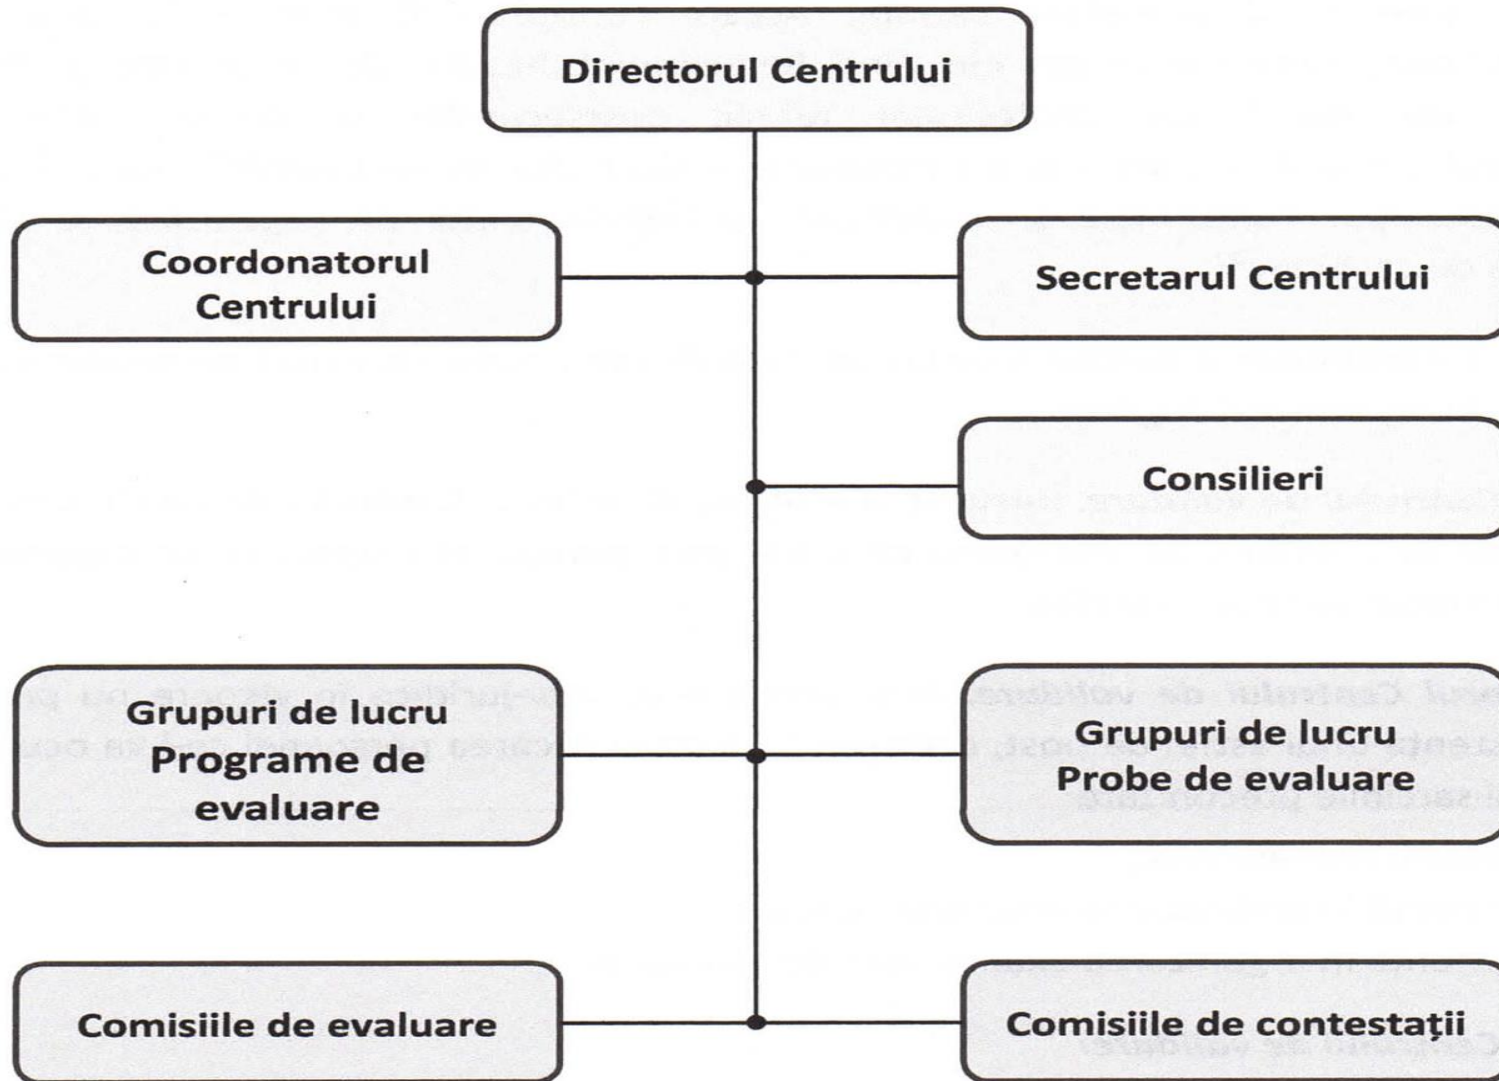 Directorul Centrului
Coordonatorul
Centrului
Secretarul Centrului
Consilieri
Grupuri de lucru
Programe de
evaluare
Grupuri de lucru
Probe de evaluare
Comisiile de evaluare
Comisiile de contestații